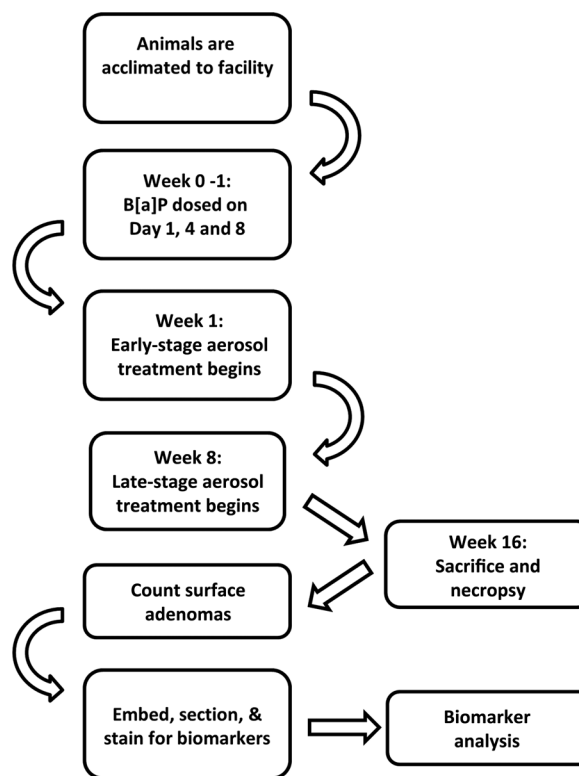 Animals are
acclimated to facility
Week 0 -1:
B[a]P dosed on
Day 1, 4 and 8
Week 1:
Early-stage aerosol
treatment begins
Week 8:
Late-stage aerosol
treatment begins
Week 16:
Sacrifice and
necropsy
Count surface
adenomas
Embed, section, &
stain for biomarkers
Biomarker
analysis